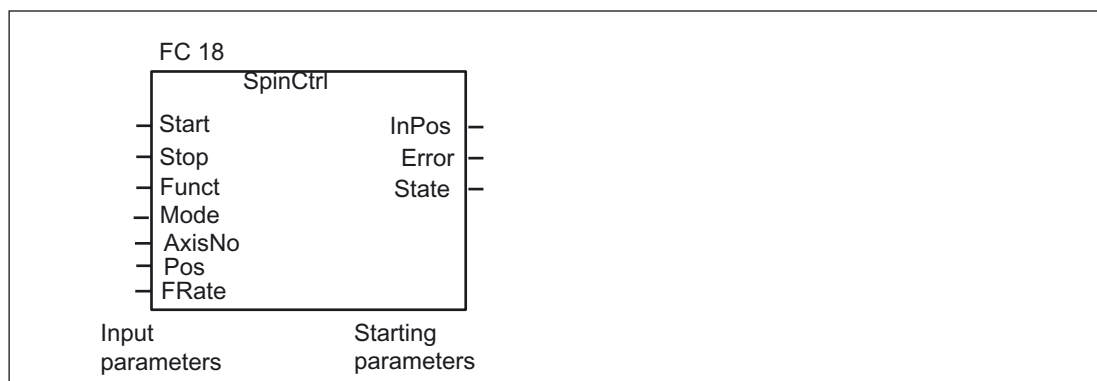 FC 18
SpinCtrl
Start
InPos
Stop
Error
Funct
State
Mode
AxisNo
Pos
FRate
Input
parameters
Starting
parameters